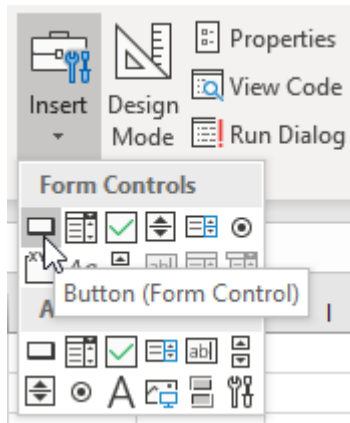 Insert
Design
Mode
Properties
View Code
Run Dialog
Form Controls
Button (Form Control)
A
I